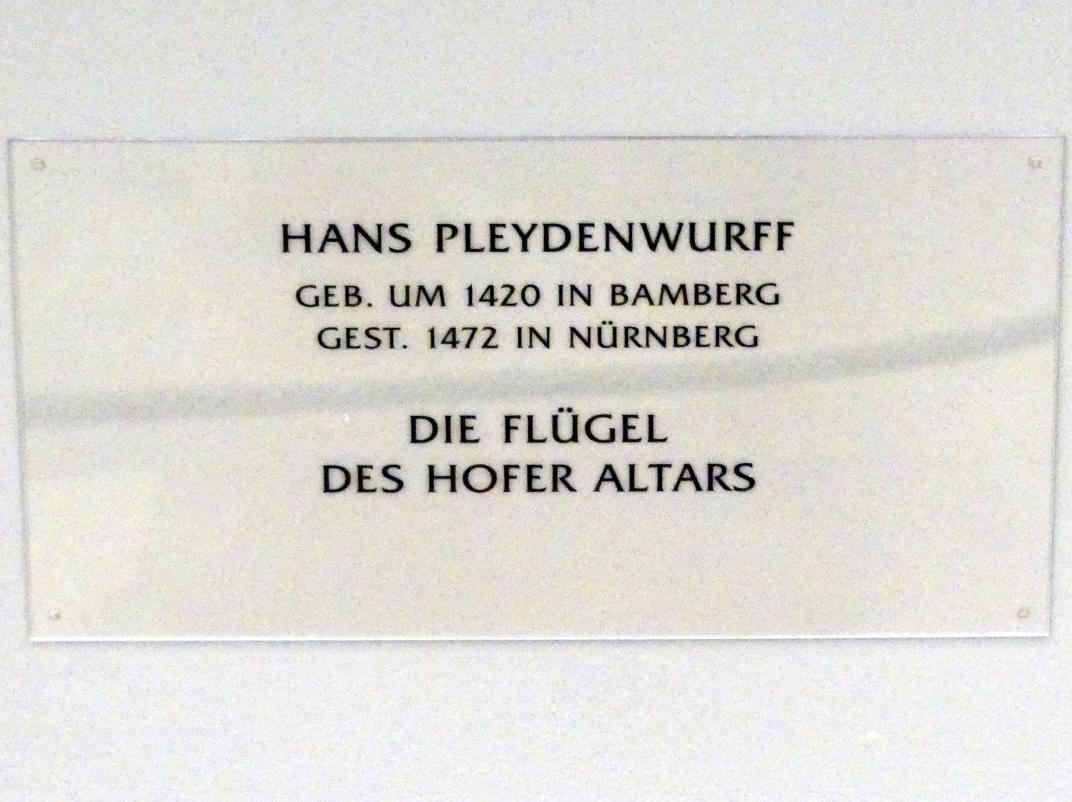 HANS PLEYDENWURFF
GEB. UM 1420 IN BAMBERG
GEST. 1472 IN NÜRNBERG
DIE FLÜGEL
DES HOFER ALTARS